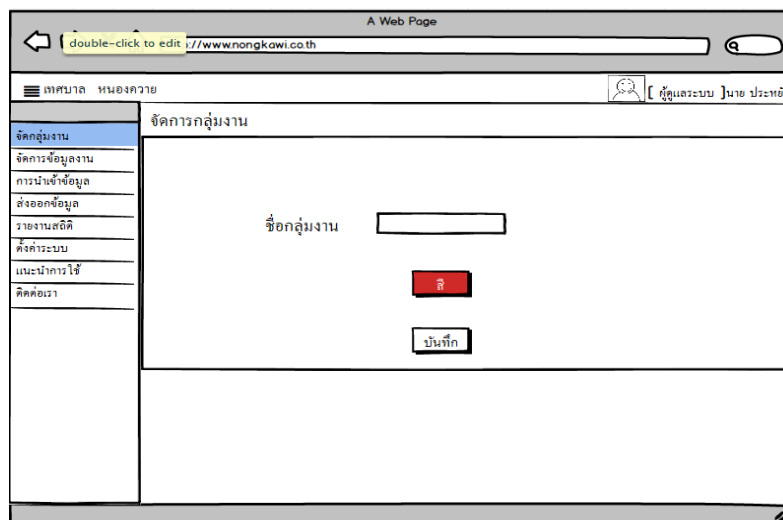 A Web Page
double-click to edit
://www.nongkawi.co.th
เทศบาล หนองควาย
[ ผู้ดูแลระบบ ]นาย ประหยั
จัดการกลุ่มงาน
จัดกลุ่มงาน
จัดการข้อมูลงาน
การนำเข้าข้อมูล
ส่งออกข้อมูล
รายงานสถิติ
ตั้งค่าระบบ
แนะนำการใช้
ติดต่อเรา
ชื่อกลุ่มงาน
สี
บันทึก